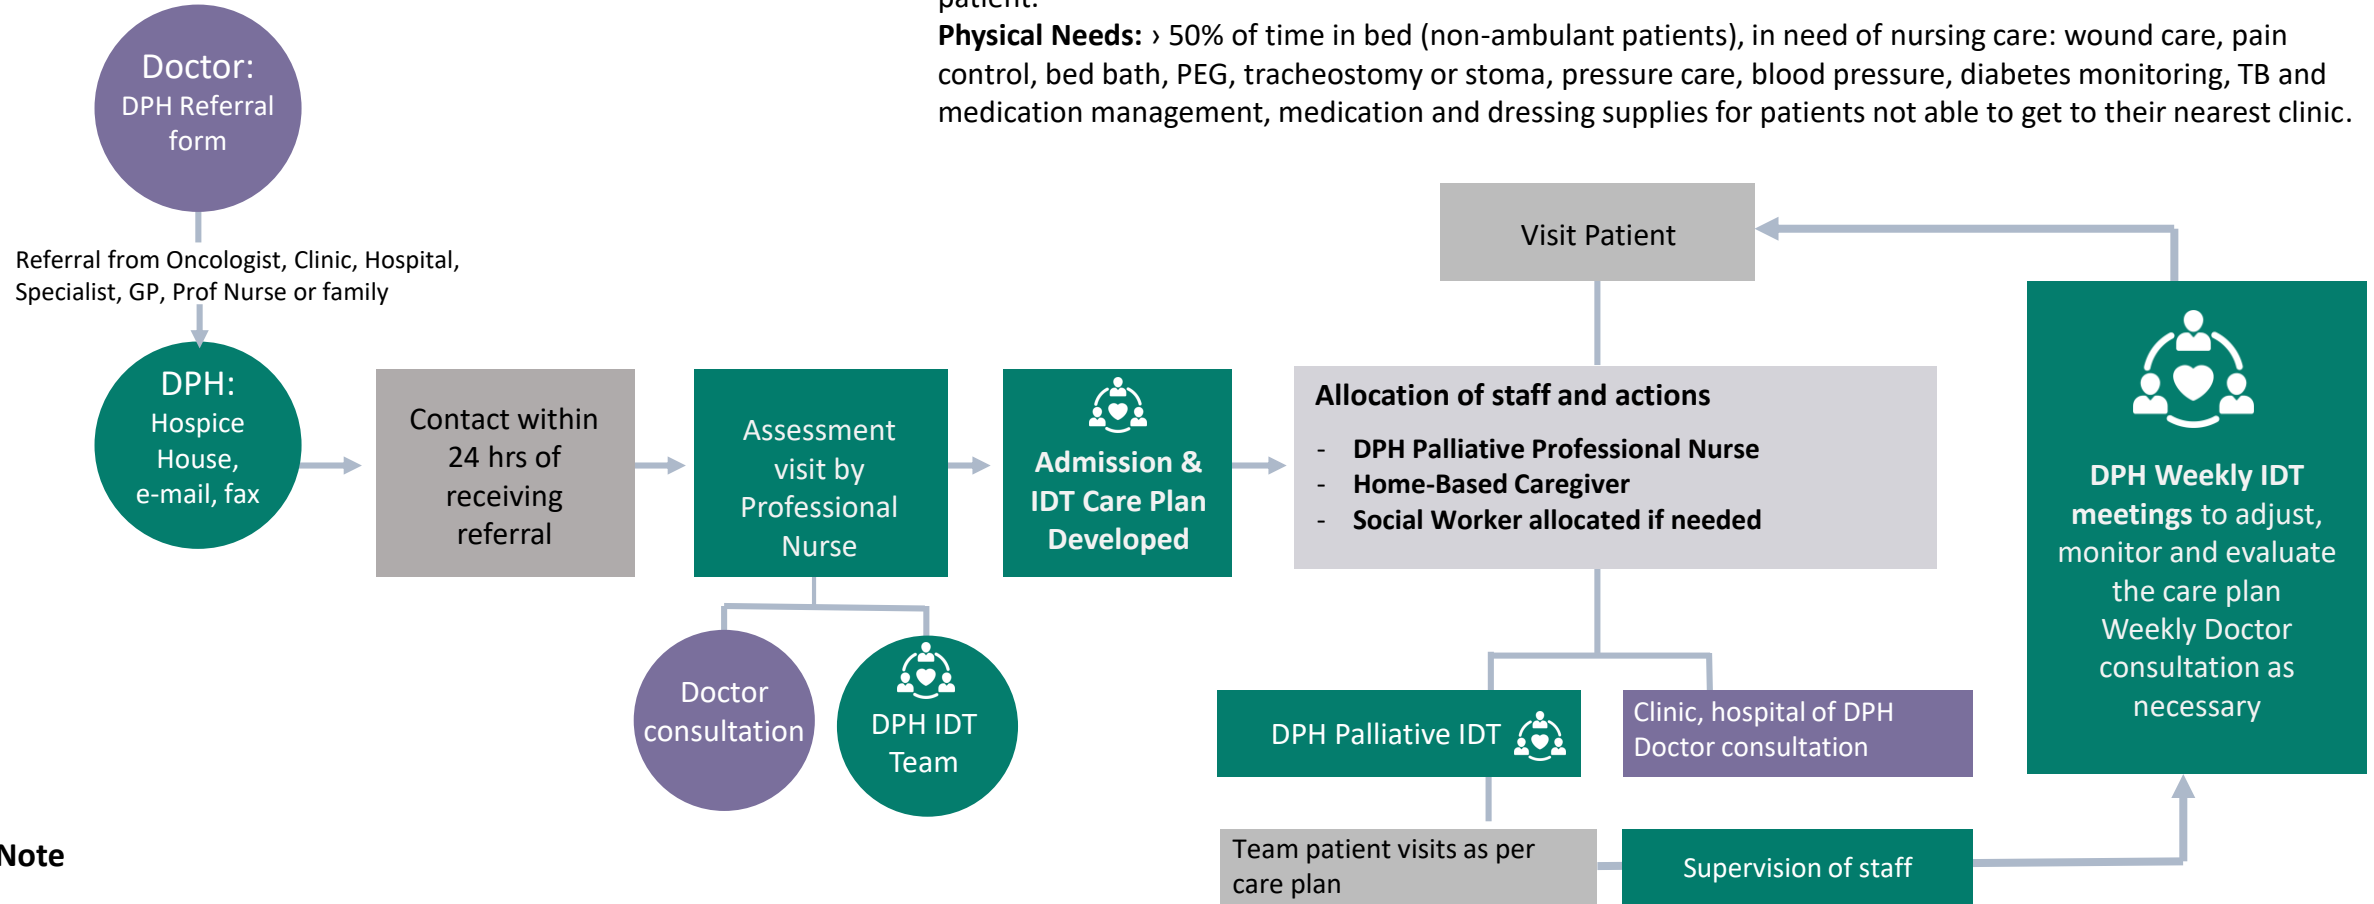 patient.
Physical Needs: › 50% of time in bed (non-ambulant patients), in need of nursing care: wound care, pain
control, bed bath, PEG, tracheostomy or stoma, pressure care, blood pressure, diabetes monitoring, TB and
medication management, medication and dressing supplies for patients not able to get to their nearest clinic.
Doctor:
DPH Referral
form
Referral from Oncologist, Clinic, Hospital,
Specialist, GP, Prof Nurse or family
DPH:
Hospice
House,
e-mail, fax
Contact within
24 hrs of
receiving
referral
Assessment
visit by
Professional
Nurse
Doctor
consultation
DPH IDT
Team
Admission &
IDT Care Plan
Developed
Visit Patient
Allocation of staff and actions
- DPH Palliative Professional Nurse
- Home-Based Caregiver
- Social Worker allocated if needed
DPH Palliative IDT
Clinic, hospital of DPH
Doctor consultation
Team patient visits as per
care plan
Supervision of staff
DPH Weekly IDT
meetings to adjust,
monitor and evaluate
the care plan
Weekly Doctor
consultation as
necessary
Note